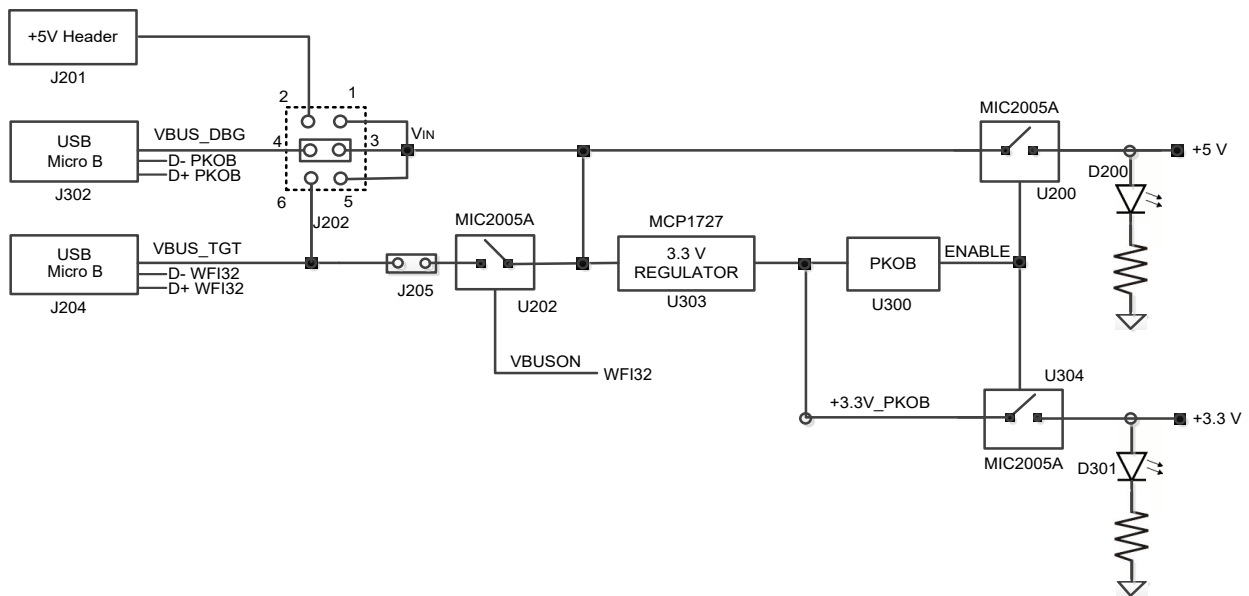 +5V Header
J201
USB
Micro B
VBUS_DBG
D- PKOB
D+ PKOB
J302
USB
Micro B
VBUS_TGT
D- WFI32
D+ WFI32
J204
2
1
4
3
6
5
J202
VIN
J205
MIC2005A
U202
VBUSON
WFI32
MCP1727
3.3 V
REGULATOR
U303
PKOB
U300
ENABLE
+3.3V_PKOB
MIC2005A
U200
D200
+5 V
U304
MIC2005A
D301
+3.3 V